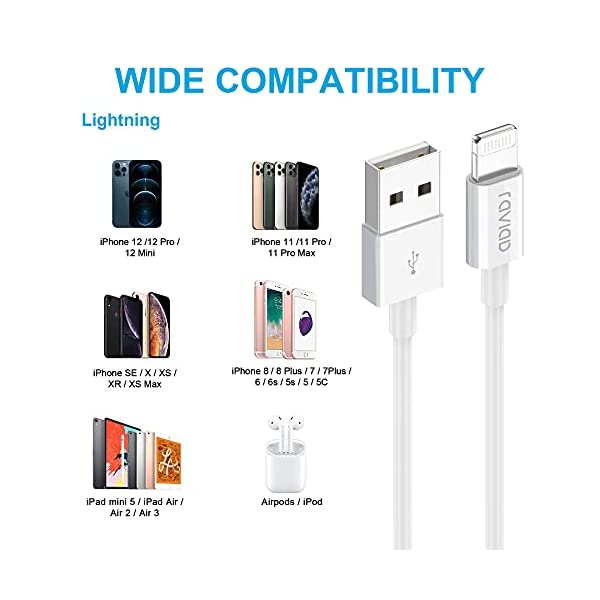 WIDE COMPATIBILITY
Lightning
iPhone 12 /12 Pro /
12 Mini
iPhone 11 /11 Pro /
11 Pro Max
iPhone SE / X / XS /
XR / XS Max
iPhone 8 / 8 Plus / 7 / 7Plus /
6 / 6s / 5s / 5 / 5C
iPad mini 5 / iPad Air /
Air 2 / Air 3
Airpods / iPod